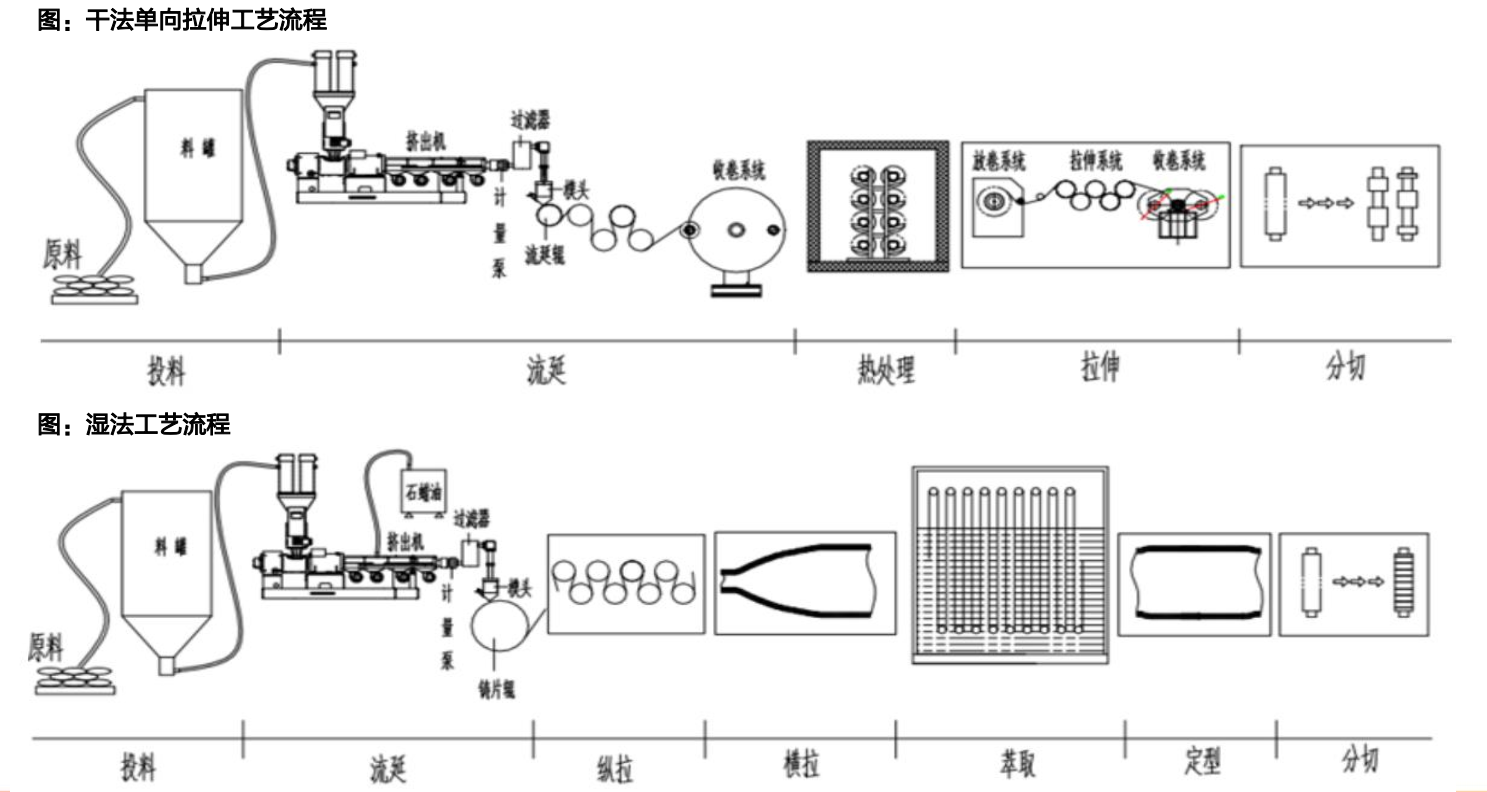 图：干法单向拉伸工艺流程
料罐
原料
挤出机
过滤器
计量泵
模头
流延辊
收卷系统
放卷系统 拉伸系统 收卷系统
投料 流延 热处理 拉伸 分切
图：湿法工艺流程
料罐
原料
石蜡油
挤出机
过滤器
计量泵
模头
铸片辊
投料 流延 纵拉 横拉 萃取 定型 分切